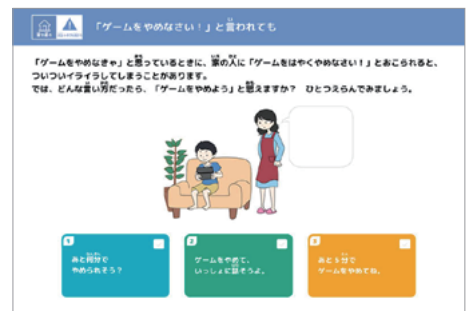 「ゲームをやめなさい！」と言われても
「ゲームをやめなきゃ」と思っているときに、家の人に「ゲームをはやくやめなさい！」とおこられると、
ついついイライラしてしまうことがあります。
では、どんな言い方だったら、「ゲームをやめよう」と思えますか？　ひとつえらんでみましょう。
1
あと何分で
やめられそう？
2
ゲームをやめて、
いっしょに話そうよ。
3
あと5分で
ゲームをやめてね。